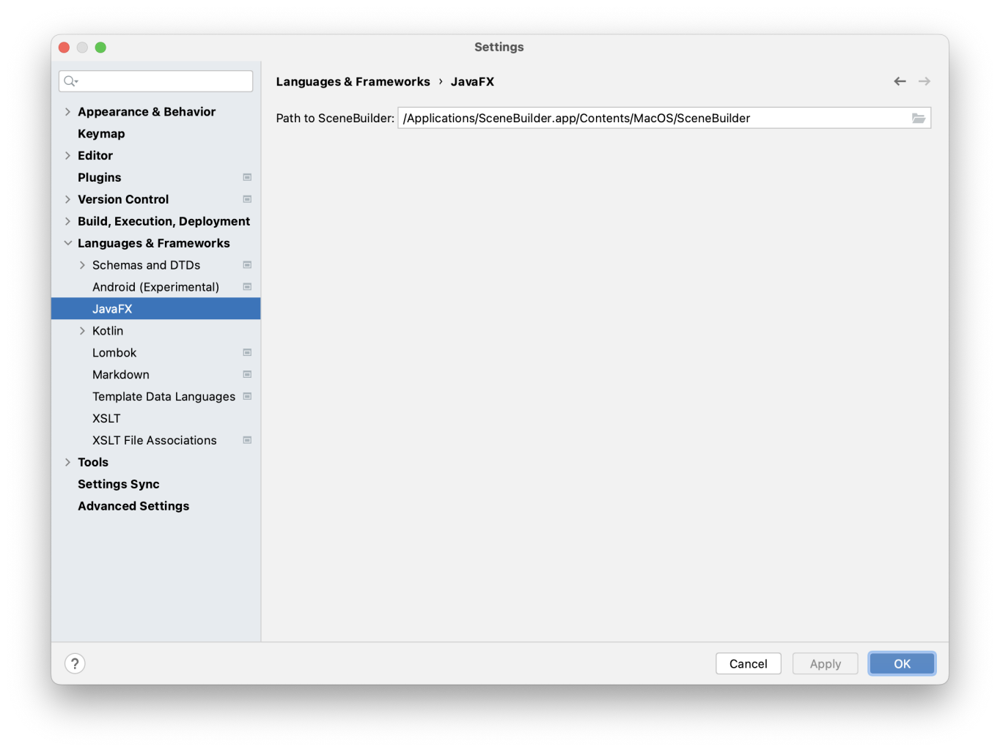 Settings
Languages & Frameworks › JavaFX
Path to SceneBuilder: /Applications/SceneBuilder.app/Contents/MacOS/SceneBuilder
Appearance & Behavior
Keymap
Editor
Plugins
Version Control
Build, Execution, Deployment
Languages & Frameworks
Schemas and DTDs
Android (Experimental)
JavaFX
Kotlin
Lombok
Markdown
Template Data Languages
XSLT
XSLT File Associations
Tools
Settings Sync
Advanced Settings
?
Cancel Apply OK